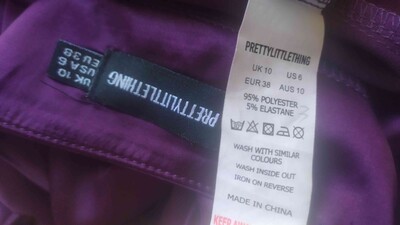 PRETTYLITTLETHING
UK 10 US 6
EUR 38 AUS 10
95% POLYESTER
5% ELASTANE
WASH WITH SIMILAR
COLOURS
WASH INSIDE OUT
IRON ON REVERSE
MADE IN CHINA
KEEP
PRETTYLITTLETHING
UK 10
USA 6
EU 38